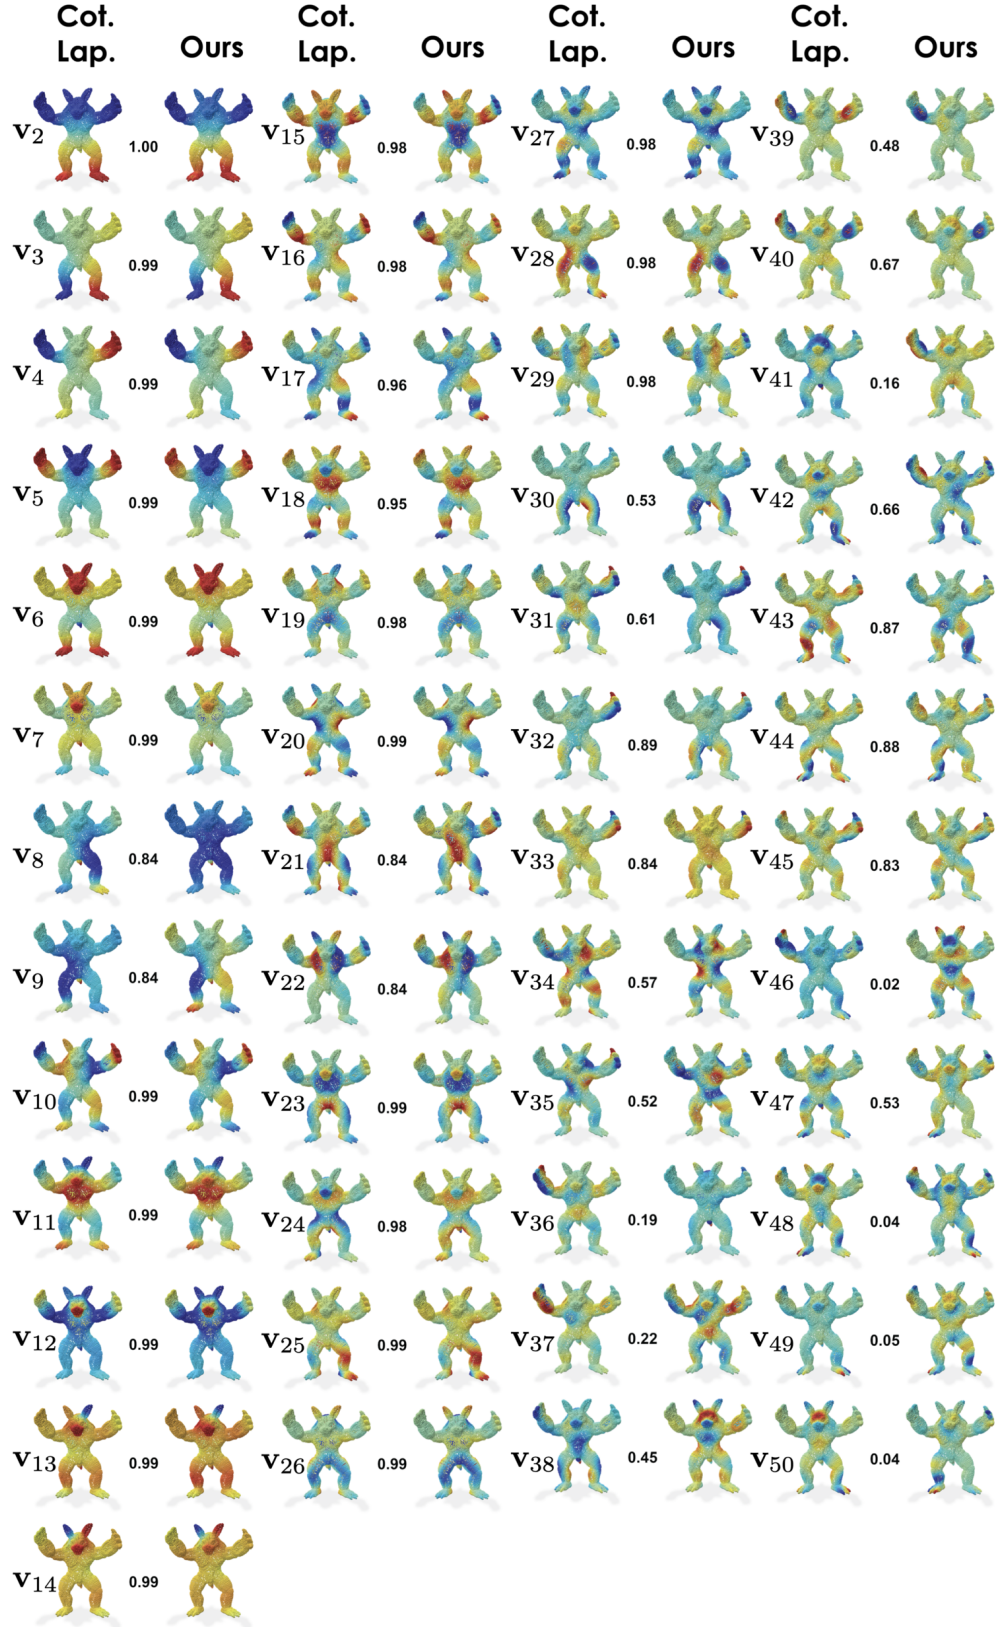 Cot. Lap. Ours Cot. Lap. Ours Cot. Lap. Ours Cot. Lap. Ours
v2 1.00 v15 0.98 v27 0.98 v39 0.48
v3 0.99 v16 0.98 v28 0.98 v40 0.67
v4 0.99 v17 0.96 v29 0.98 v41 0.16
v5 0.99 v18 0.95 v30 0.53 v42 0.66
v6 0.99 v19 0.98 v31 0.61 v43 0.87
v7 0.99 v20 0.99 v32 0.89 v44 0.88
v8 0.84 v21 0.84 v33 0.84 v45 0.83
v9 0.84 v22 0.84 v34 0.57 v46 0.02
v10 0.99 v23 0.99 v35 0.52 v47 0.53
v11 0.99 v24 0.98 v36 0.19 v48 0.04
v12 0.99 v25 0.99 v37 0.22 v49 0.05
v13 0.99 v26 0.99 v38 0.45 v50 0.04
v14 0.99